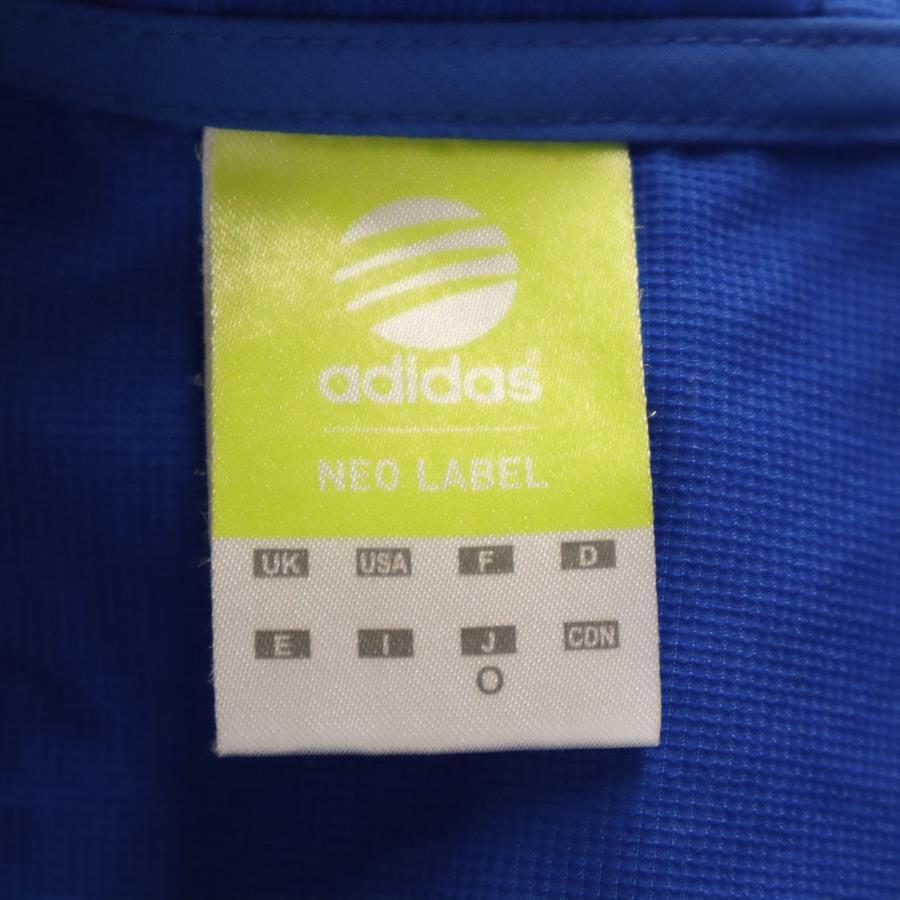 adidas®
NEO LABEL
UK USA F D
E I J CDN
O